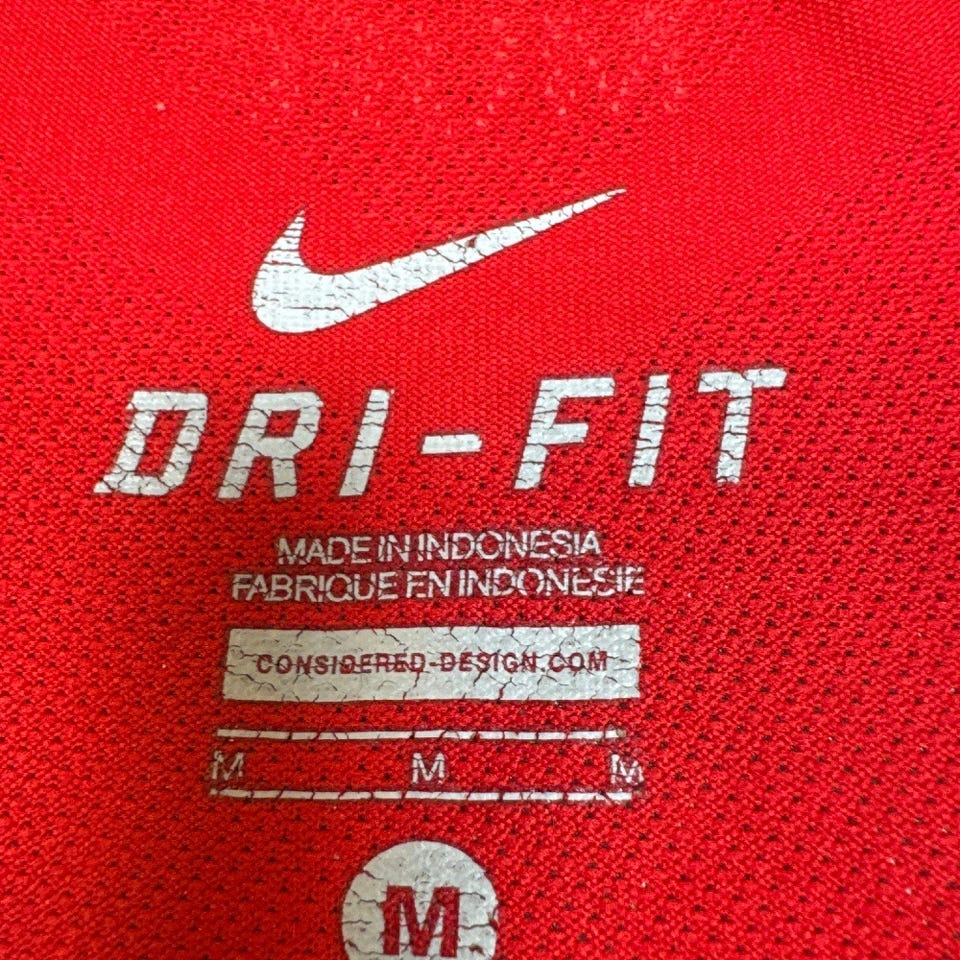 DRI-FIT
MADE IN INDONESIA
FABRIQUE EN INDONESIE
CONSIDERED-DESIGN.COM
M M M
M